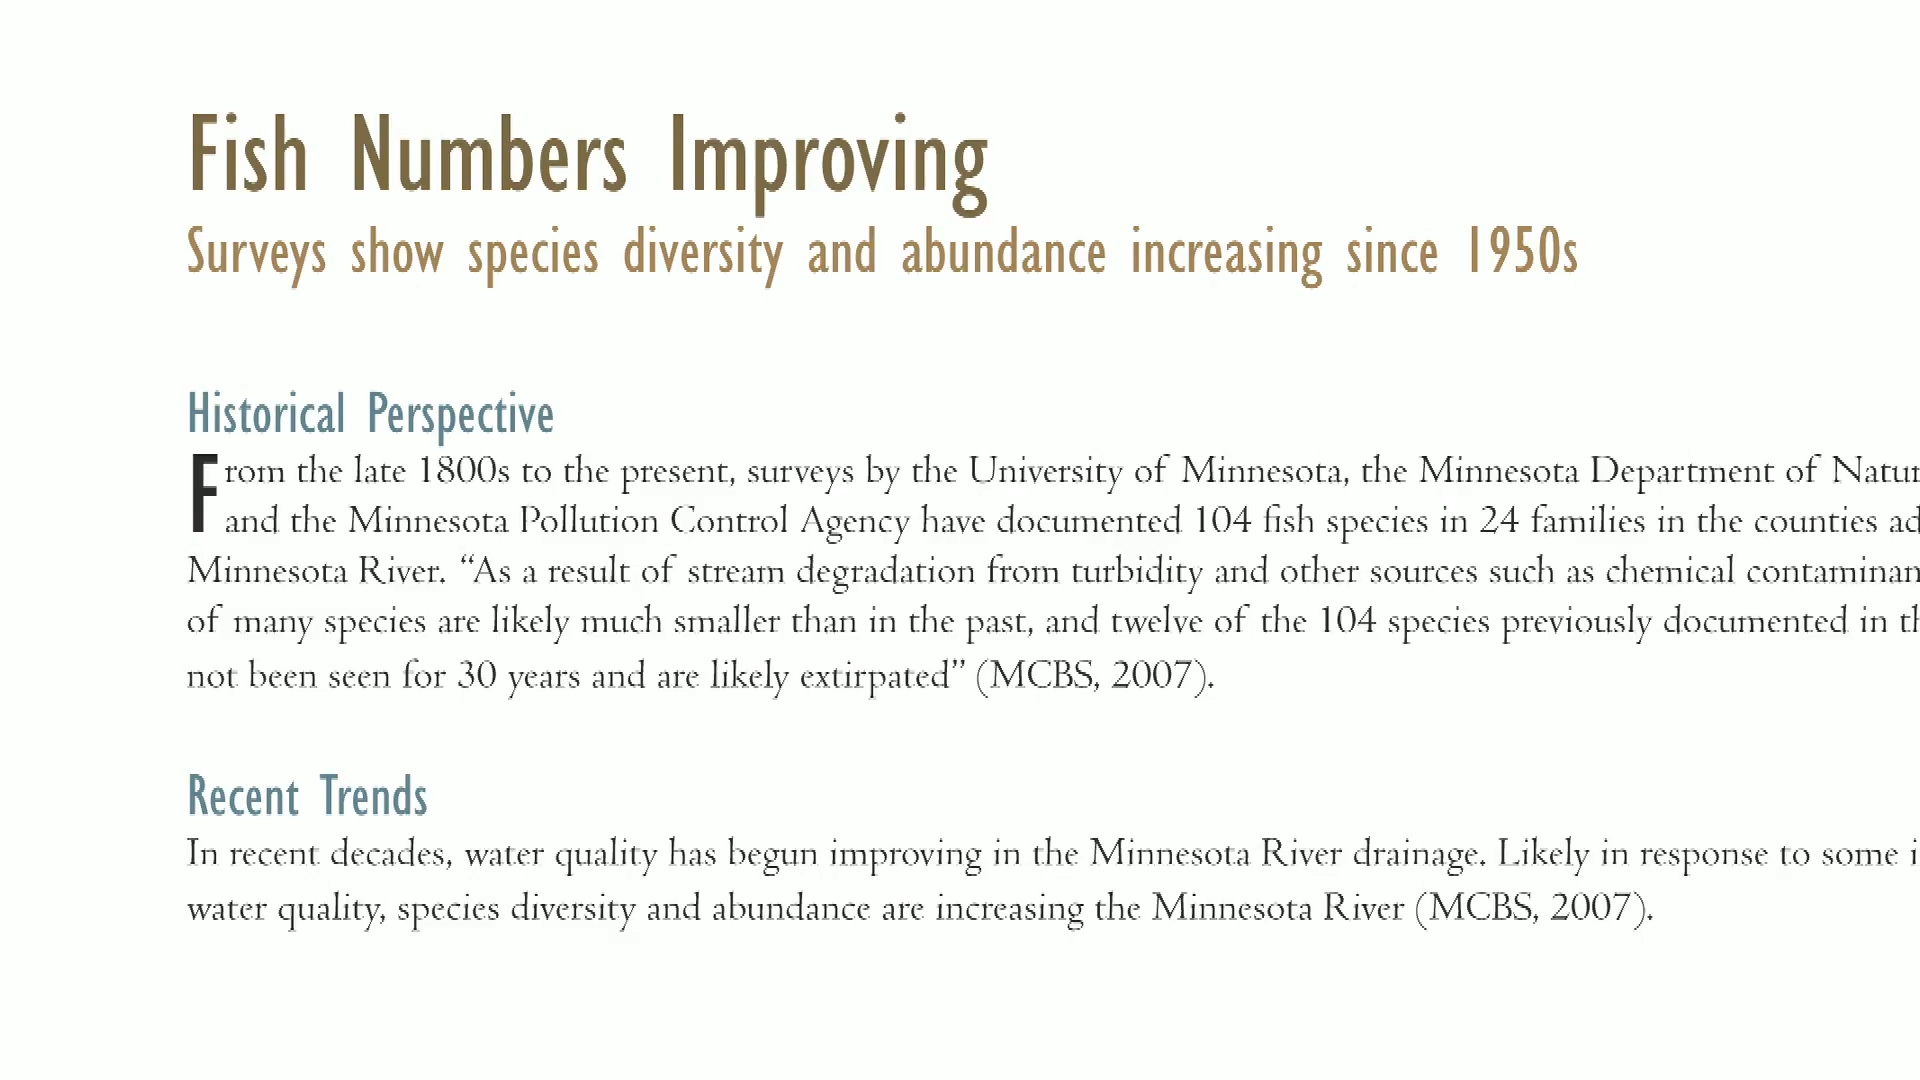 Fish Numbers Improving
Surveys show species diversity and abundance increasing since 1950s
Historical Perspective
From the late 1800s to the present, surveys by the University of Minnesota, the Minnesota Department of
and the Minnesota Pollution Control Agency have documented 104 fish species in 24 families in the counties
Minnesota River. “As a result of stream degradation from turbidity and other sources such as chemical
of many species are likely much smaller than in the past, and twelve of the 104 species previously documented in
not been seen for 30 years and are likely extirpated” (MCBS, 2007).
Recent Trends
In recent decades, water quality has begun improving in the Minnesota River drainage. Likely in response to some
water quality, species diversity and abundance are increasing the Minnesota River (MCBS, 2007).